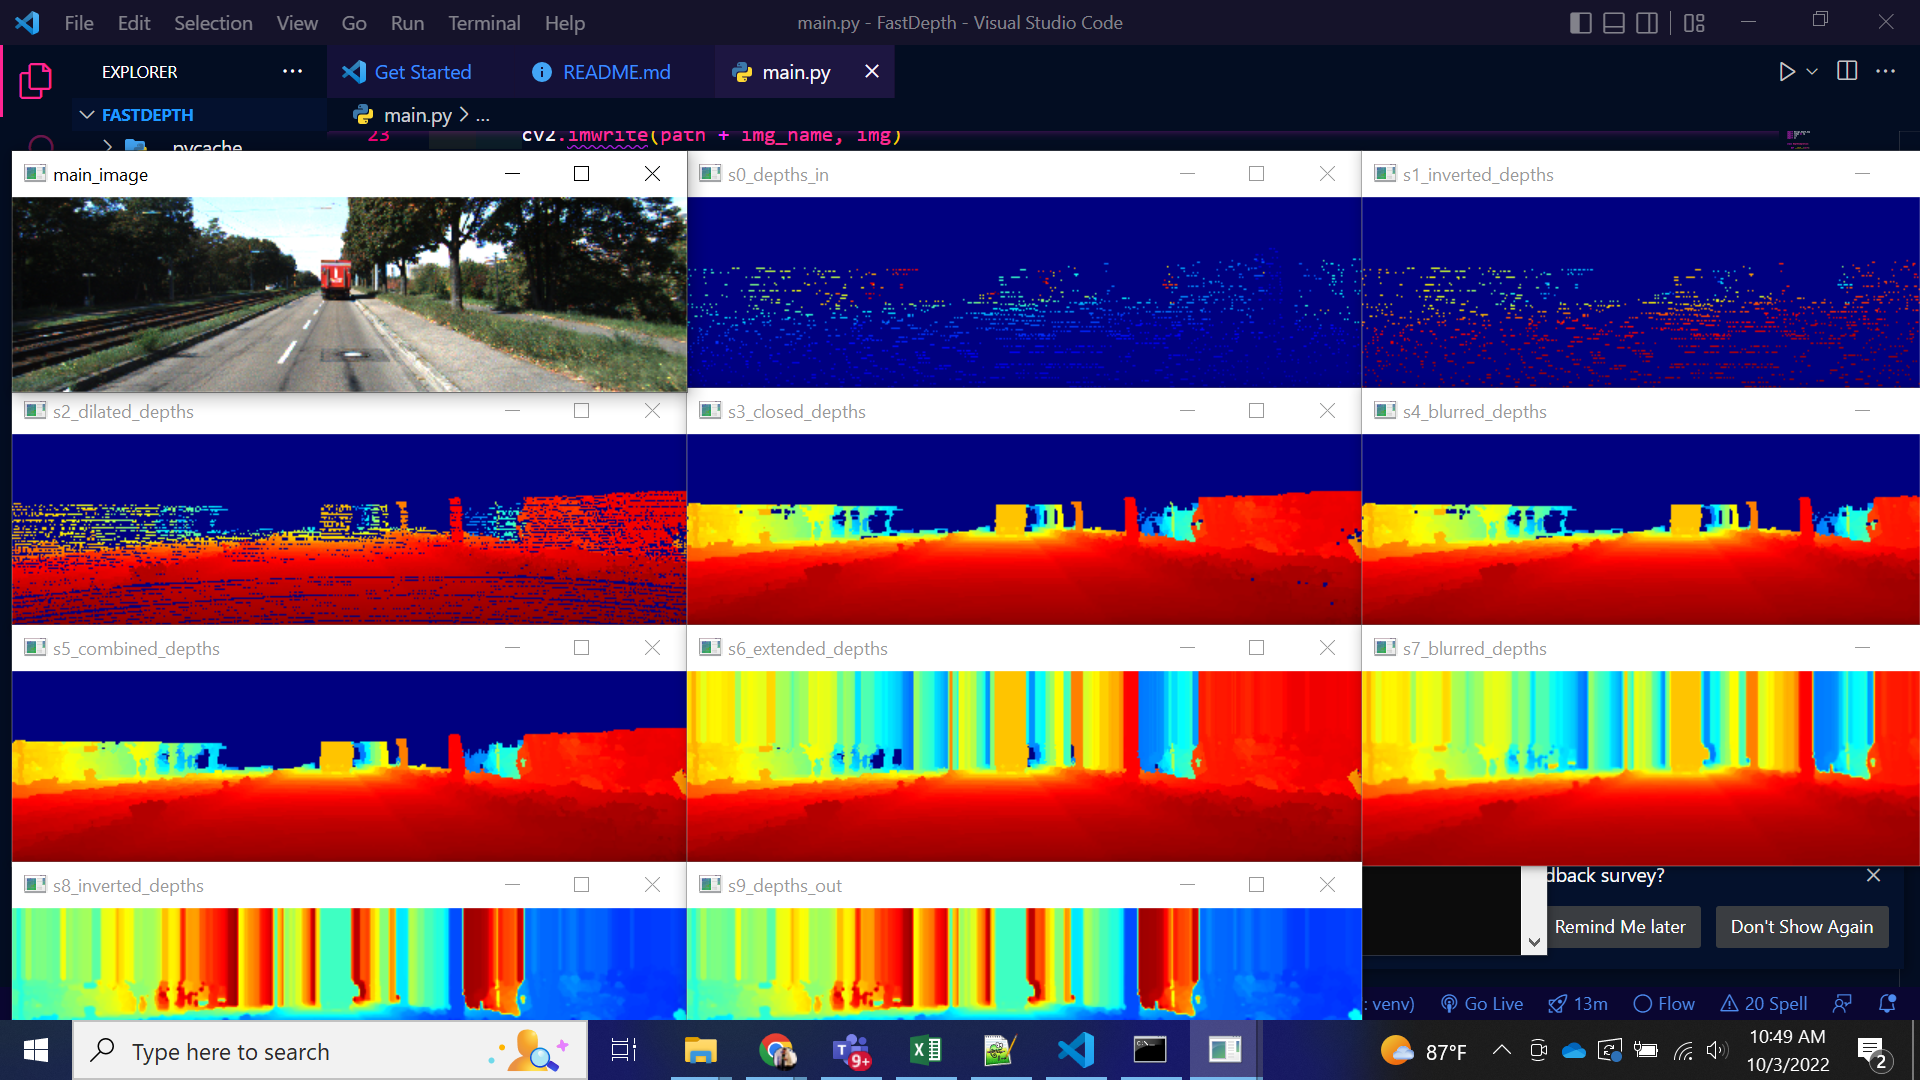 File Edit Selection View Go Run Terminal Help
main.py - FastDepth - Visual Studio Code
EXPLORER
Get Started
README.md
main.py
FASTDEPTH
main.py > ...
pycache
23 cv2.imwrite(path + img_name, img)
main_image
s0_depths_in
s1_inverted_depths
s2_dilated_depths
s3_closed_depths
s4_blurred_depths
s5_combined_depths
s6_extended_depths
s7_blurred_depths
s8_inverted_depths
s9_depths_out
dback survey?
Remind Me later
Don't Show Again
: venv)
Go Live
13m
Flow
20 Spell
Type here to search
9+
87°F
10:49 AM
10/3/2022
2